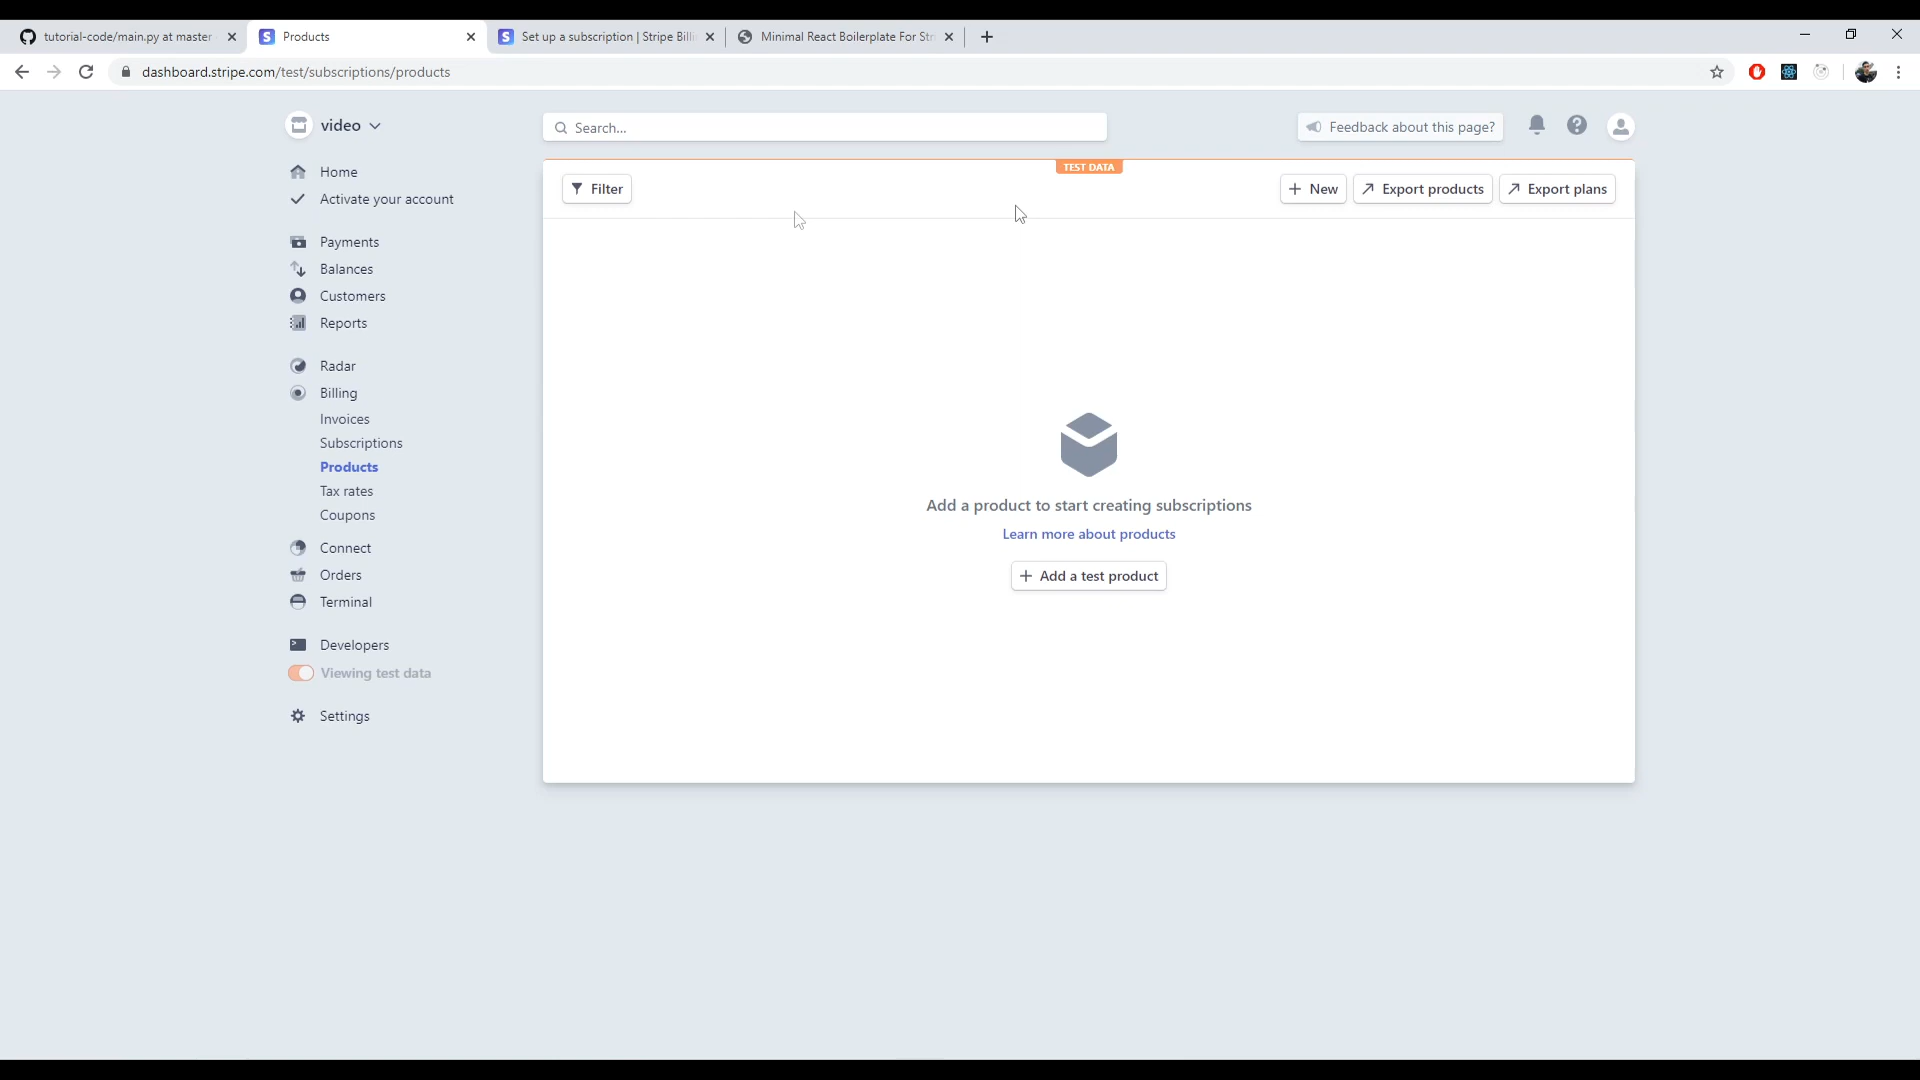 tutorial-code/main.py at master
Products
Set up a subscription | Stripe Billi
Minimal React Boilerplate For Str
dashboard.stripe.com/test/subscriptions/products
video
Search...
Feedback about this page?
Home
Activate your account
Payments
Balances
Customers
Reports
Radar
Billing
Invoices
Subscriptions
Products
Tax rates
Coupons
Connect
Orders
Terminal
Developers
Viewing test data
Settings
TEST DATA
Filter
New
Export products
Export plans
Add a product to start creating subscriptions
Learn more about products
Add a test product